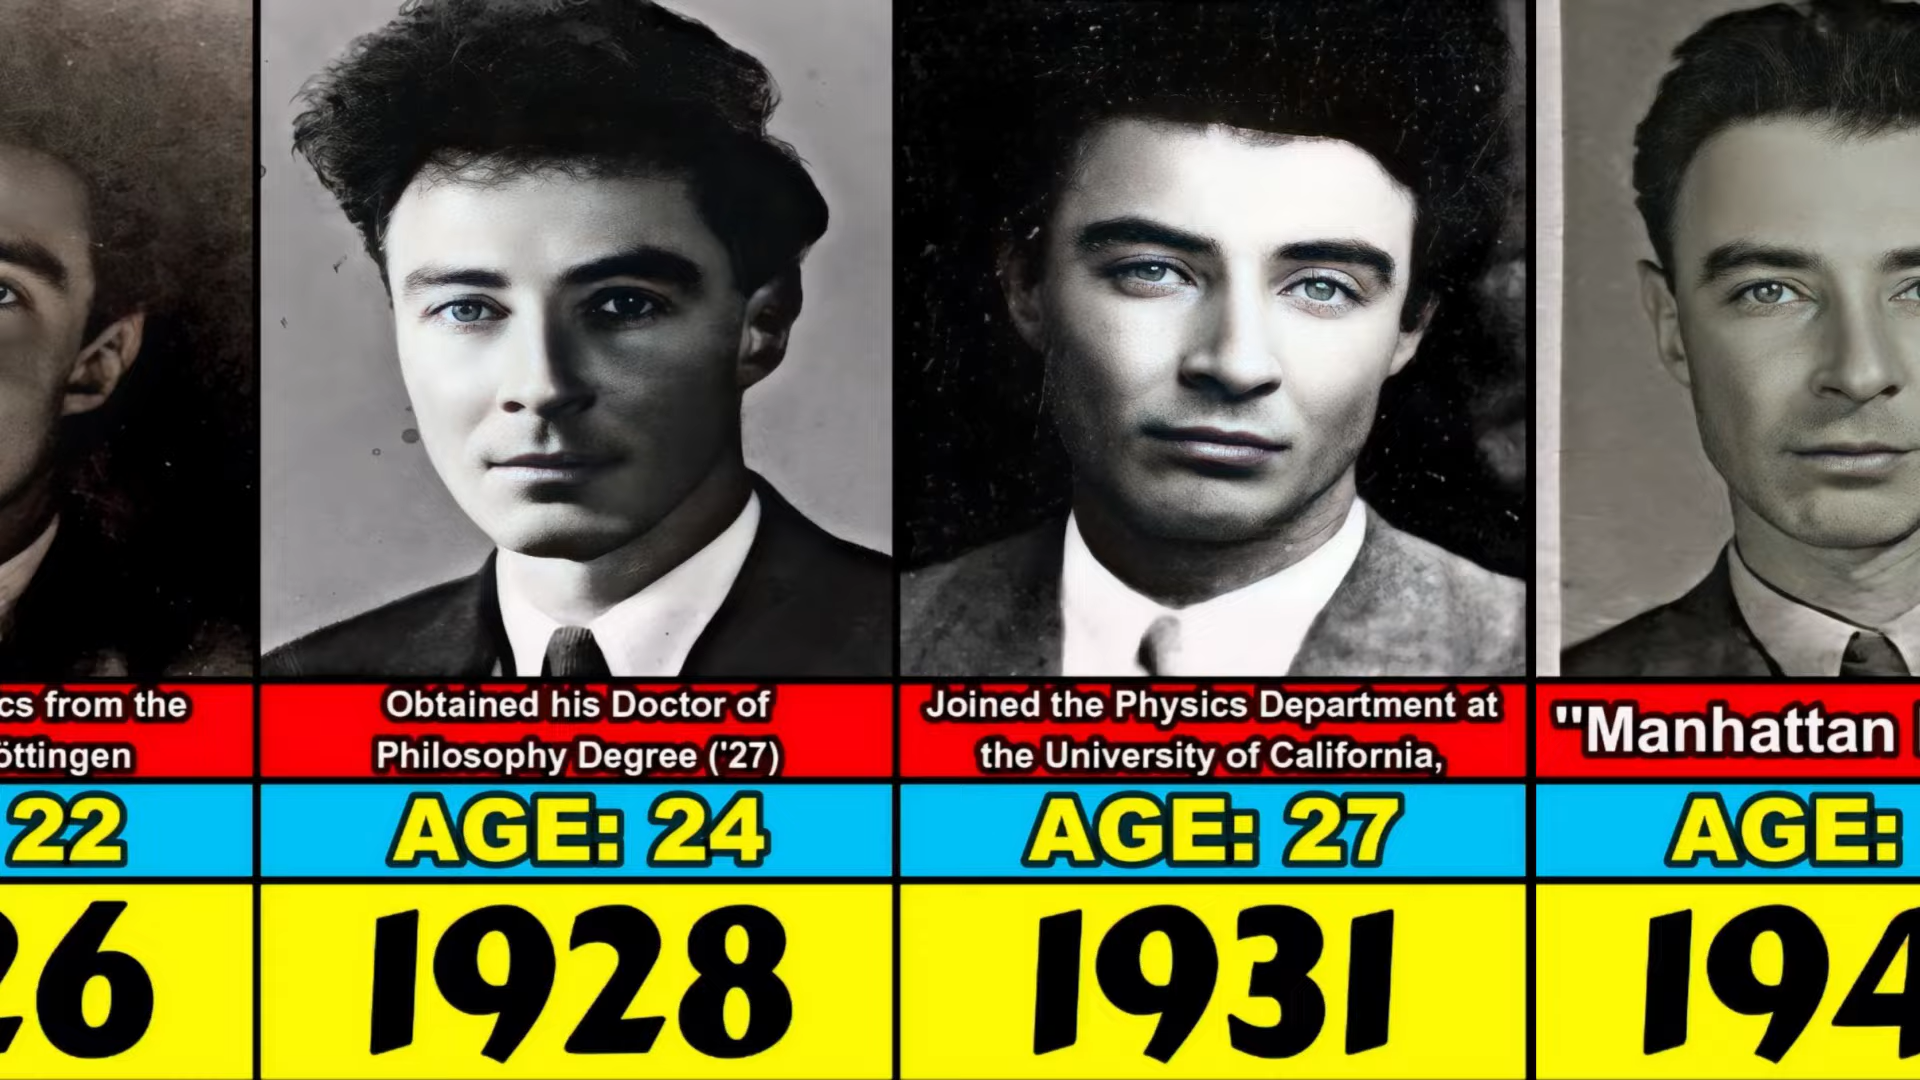 cs from the
öttingen
22
26
Obtained his Doctor of
Philosophy Degree ('27)
AGE: 24
1928
Joined the Physics Department at
the University of California,
AGE: 27
1931
"Manhattan
AGE:
194